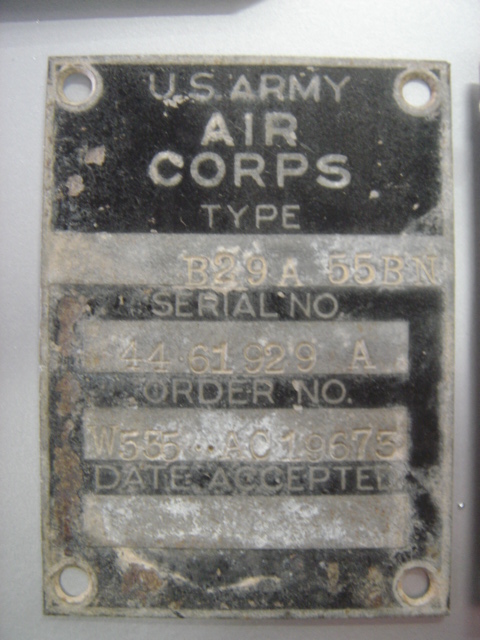 U.S. ARMY
AIR
CORPS
TYPE
B29A 55BN
SERIAL NO.
44 61929 A
ORDER NO.
W535 AC19673
DATE ACCEPTED